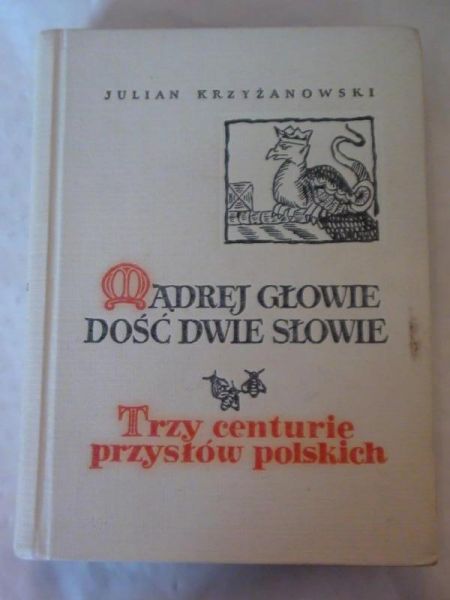 JULIAN KRZYŻANOWSKI
MĄDREJ GŁOWIE
DOŚĆ DWIE SŁOWIE
Trzy centurie
przysłów polskich